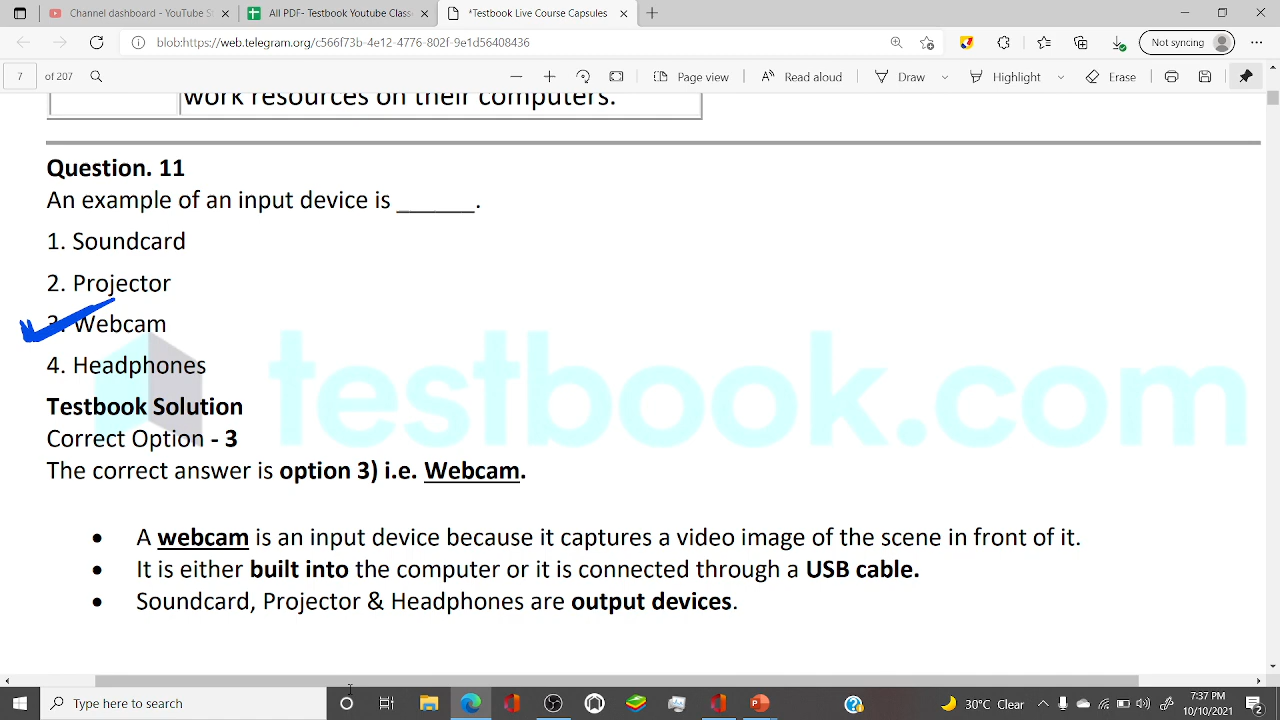 Channel dashboard - YouTube S
All PDF- Testbook Youtube Class
*Testbook Live Course Capsules
blob:https://web.telegram.org/c566f73b-4e12-4776-802f-9e1d56408436
Not syncing
7 of 207
Page view
Read aloud
Draw
Highlight
Erase
work resources on their computers.
Question. 11
An example of an input device is ______.
1. Soundcard
2. Projector
3. Webcam
4. Headphones
testbook.com
Testbook Solution
Correct Option - 3
The correct answer is option 3) i.e. Webcam.
• A webcam is an input device because it captures a video image of the scene in front of it.
• It is either built into the computer or it is connected through a USB cable.
• Soundcard, Projector & Headphones are output devices.
Type here to search
30°C Clear
ENG
7:37 PM
10/10/2021
2